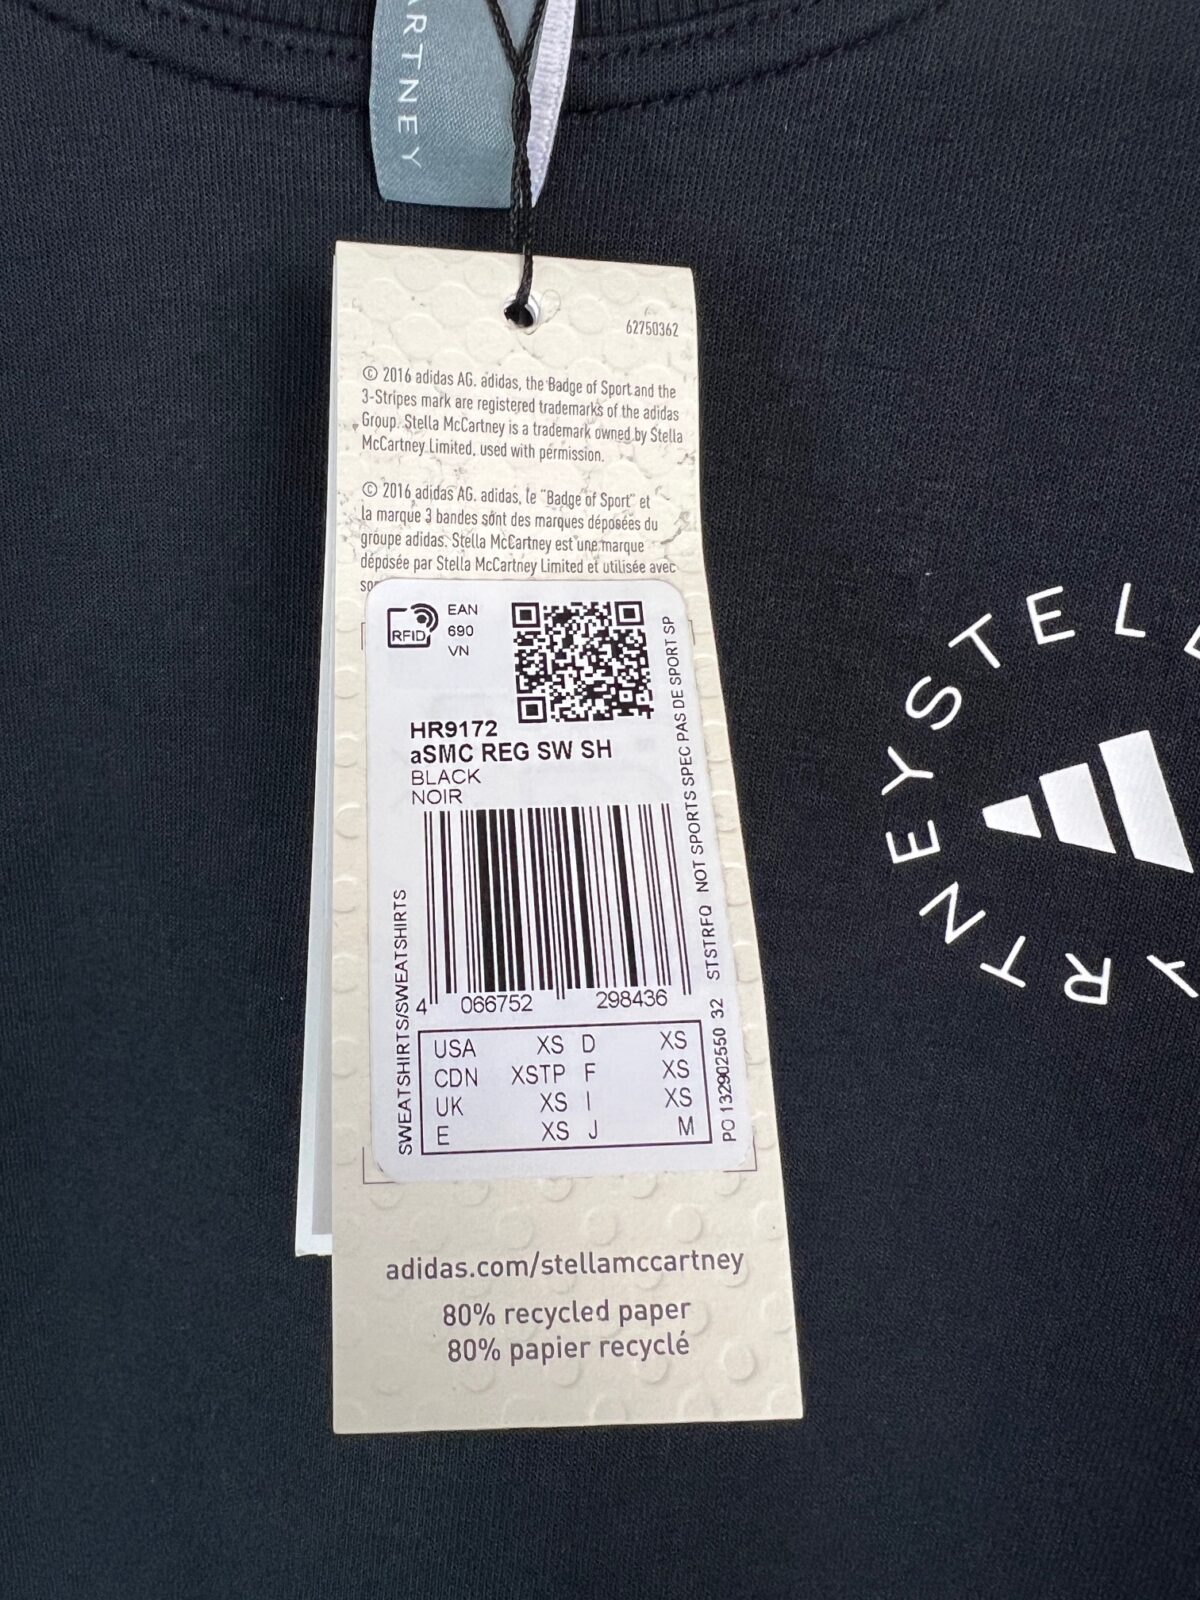 ARTNEY
62750362
© 2016 adidas AG. adidas, the Badge of Sport and the
3-Stripes mark are registered trademarks of the adidas
Group. Stella McCartney is a trademark owned by Stella
McCartney Limited, used with permission.
© 2016 adidas AG. adidas, le "Badge of Sport" et
la marque 3 bandes sont des marques déposées du
groupe adidas. Stella McCartney est une marque
déposée par Stella McCartney Limited et utilisée avec
RFID
EAN
690
VN
HR9172
aSMC REG SW SH
BLACK
NOIR
4 066752 298436
SWEATSHIRTS/SWEATSHIRTS
PO 132902550 32 STSTRFQ NOT SPORTS SPEC PAS DE SPORT SP
USA XS D XS
CDN XSTP F XS
UK XS I XS
E XS J M
adidas.com/stellamccartney
80% recycled paper
80% papier recyclé
ARTNEYSTEL